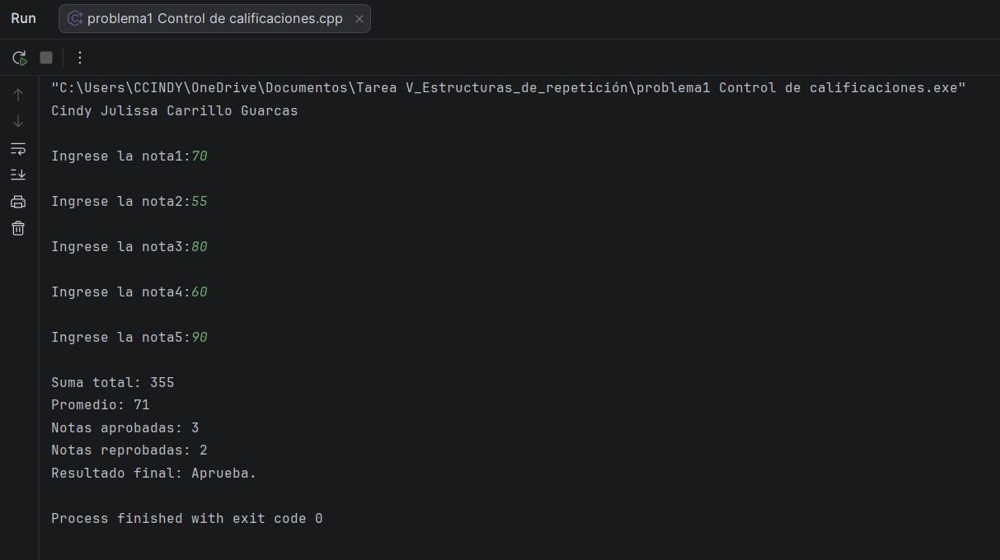 Run
problema1 Control de calificaciones.cpp
"C:\Users\CCINDY\OneDrive\Documentos\Tarea V_Estructuras_de_repetición\problema1 Control de calificaciones.exe"
Cindy Julissa Carrillo Guarcas
Ingrese la nota1:70
Ingrese la nota2:55
Ingrese la nota3:80
Ingrese la nota4:60
Ingrese la nota5:90
Suma total: 355
Promedio: 71
Notas aprobadas: 3
Notas reprobadas: 2
Resultado final: Aprueba.
Process finished with exit code 0